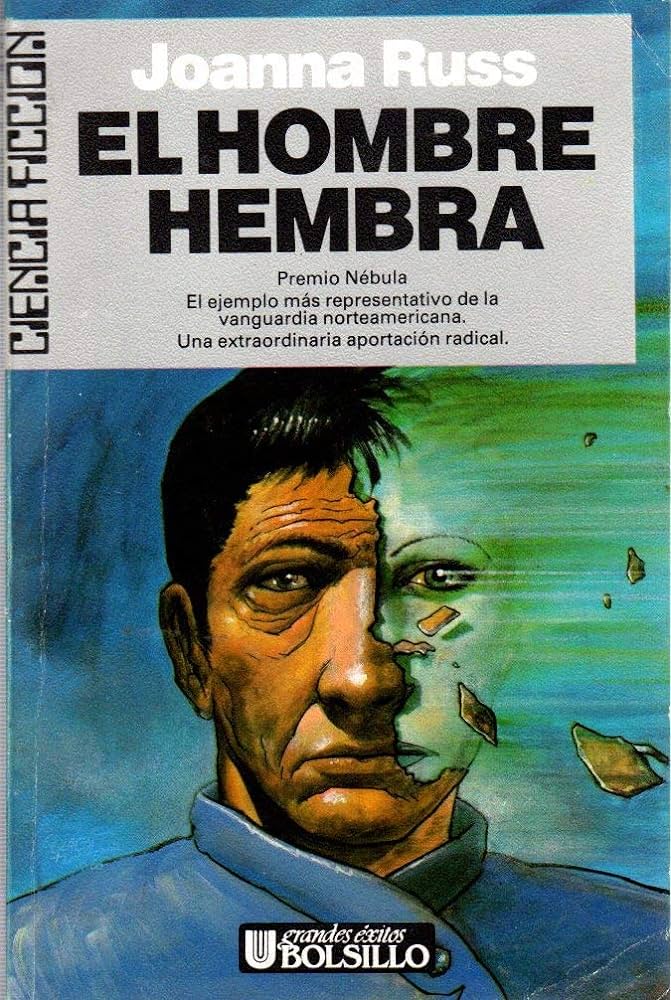 CIENCIA FICCION
Joanna Russ
EL HOMBRE
HEMBRA
Premio Nébula
El ejemplo más representativo de la
vanguardia norteamericana.
Una extraordinaria aportación radical.
U grandes éxitos
BOLSILLO